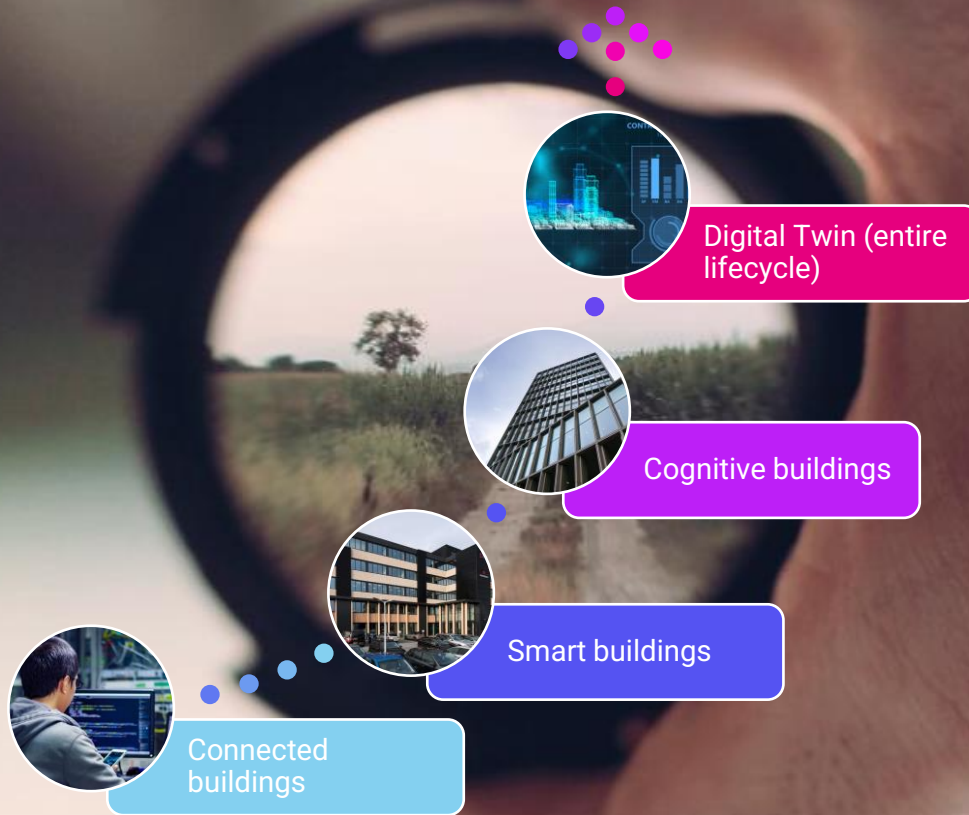 Digital Twin (entire
lifecycle)
Cognitive buildings
Smart buildings
Connected
buildings